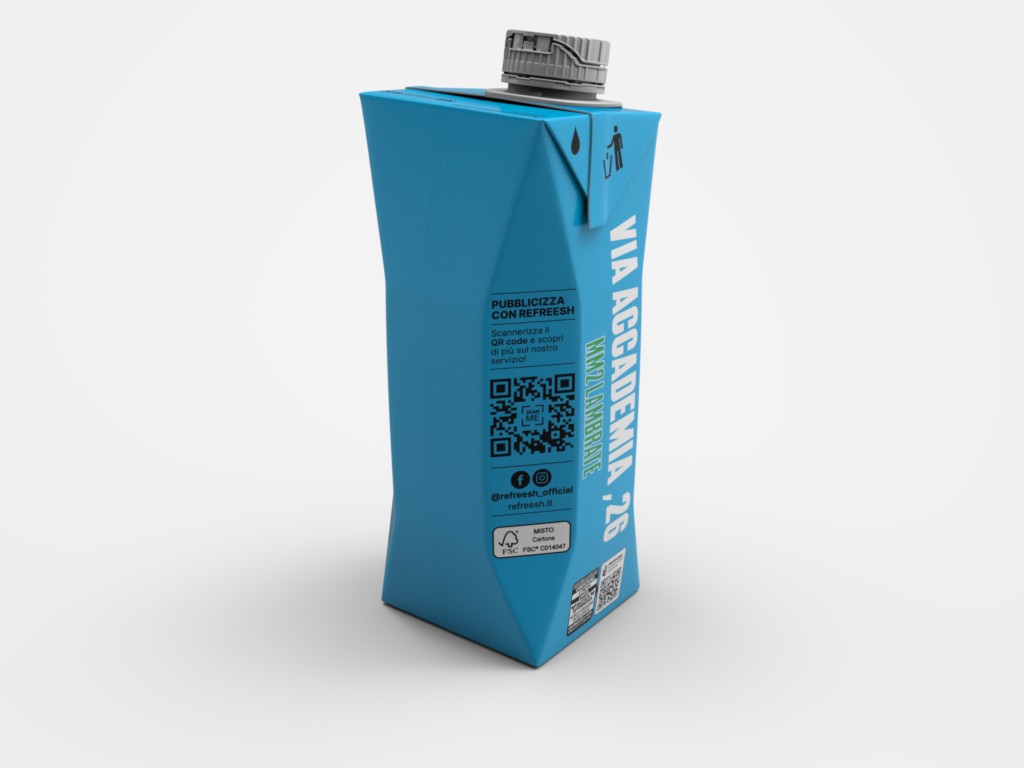 PUBBLICIZZA
CON REFREESH
Scannerizza il
QR code e scopri
di più sul nostro
servizio!
SCAN
ME
@refreesh_official
refreesh.it
FSC
MISTO
Cartone
FSC® C014047
MM2 LAMBRATE
VIA ACCADEMIA ,26